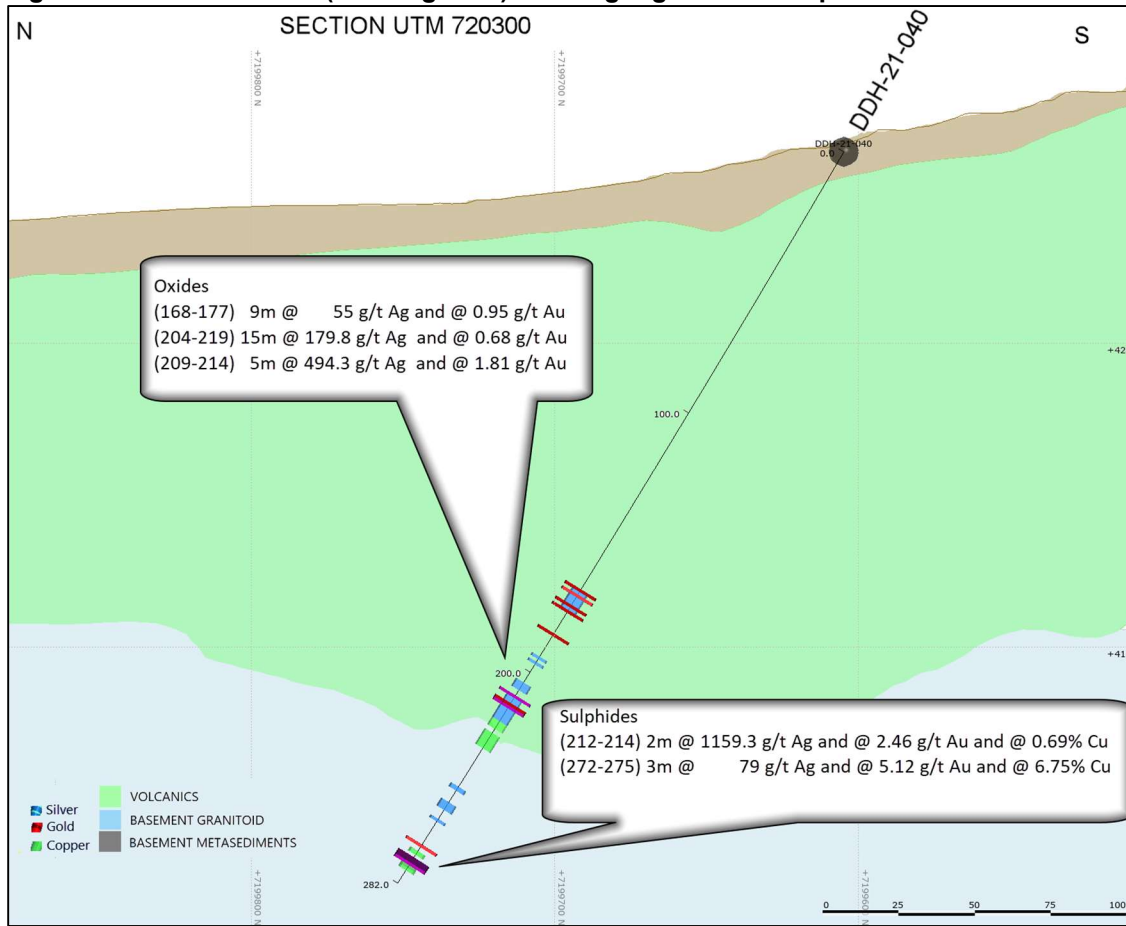 N
SECTION UTM 720300
S
+7199800 N
+7199700 N
DDH-21-040
DDH-21-040
0.0
Oxides
(168-177) 9m @ 55 g/t Ag and @ 0.95 g/t Au
(204-219) 15m @ 179.8 g/t Ag and @ 0.68 g/t Au
(209-214) 5m @ 494.3 g/t Ag and @ 1.81 g/t Au
+42
100.0
+41
200.0
Sulphides
(212-214) 2m @ 1159.3 g/t Ag and @ 2.46 g/t Au and @ 0.69% Cu
(272-275) 3m @ 79 g/t Ag and @ 5.12 g/t Au and @ 6.75% Cu
Silver
Gold
Copper
VOLCANICS
BASEMENT GRANITOID
BASEMENT METASEDIMENTS
282.0
+7199800 N
+7199700 N
+7199600 N
0 25 50 75 100